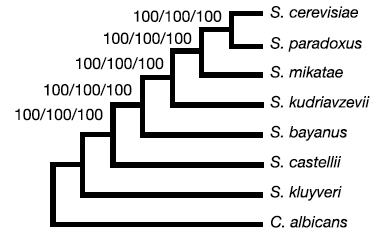 100/100/100 S. cerevisiae
100/100/100 S. paradoxus
100/100/100 S. mikatae
100/100/100 S. kudriavzevii
100/100/100 S. bayanus
S. castellii
S. kluyveri
C. albicans